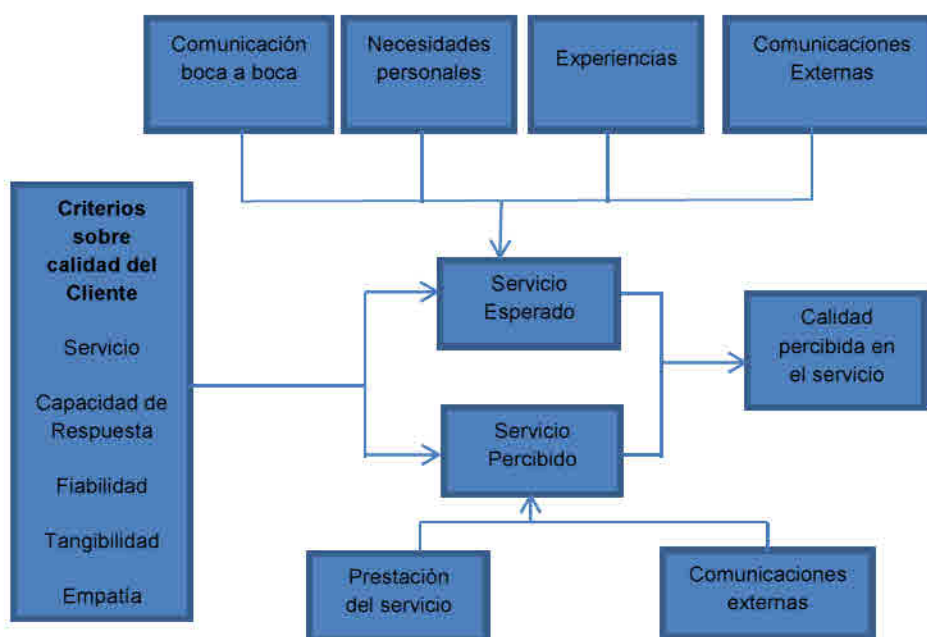 Comunicación
boca a boca
Necesidades
personales
Experiencias
Comunicaciones
Externas
Criterios
sobre
calidad del
Cliente
Servicio
Capacidad de
Respuesta
Fiabilidad
Tangibilidad
Empatía
Servicio
Esperado
Servicio
Percibido
Calidad
percibida en
el servicio
Prestación
del servicio
Comunicaciones
externas